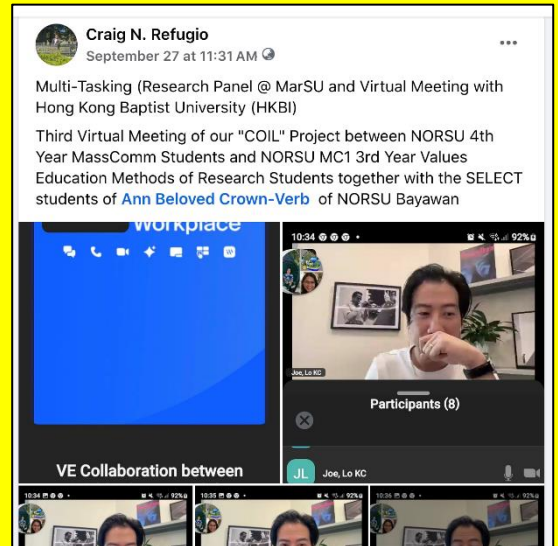 Craig N. Refugio
September 27 at 11:31 AM
Multi-Tasking (Research Panel @ MarSU and Virtual Meeting with
Hong Kong Baptist University (HKBI)
Third Virtual Meeting of our "COIL" Project between NORSU 4th
Year MassComm Students and NORSU MC1 3rd Year Values
Education Methods of Research Students together with the SELECT
students of Ann Beloved Crown-Verb of NORSU Bayawan
Workplace
VE Collaboration between
10:34 92%
Joe, Lo KC
Participants (8)
JL Joe, Lo KC
10:34 92%
10:35 92%
10:36 92%